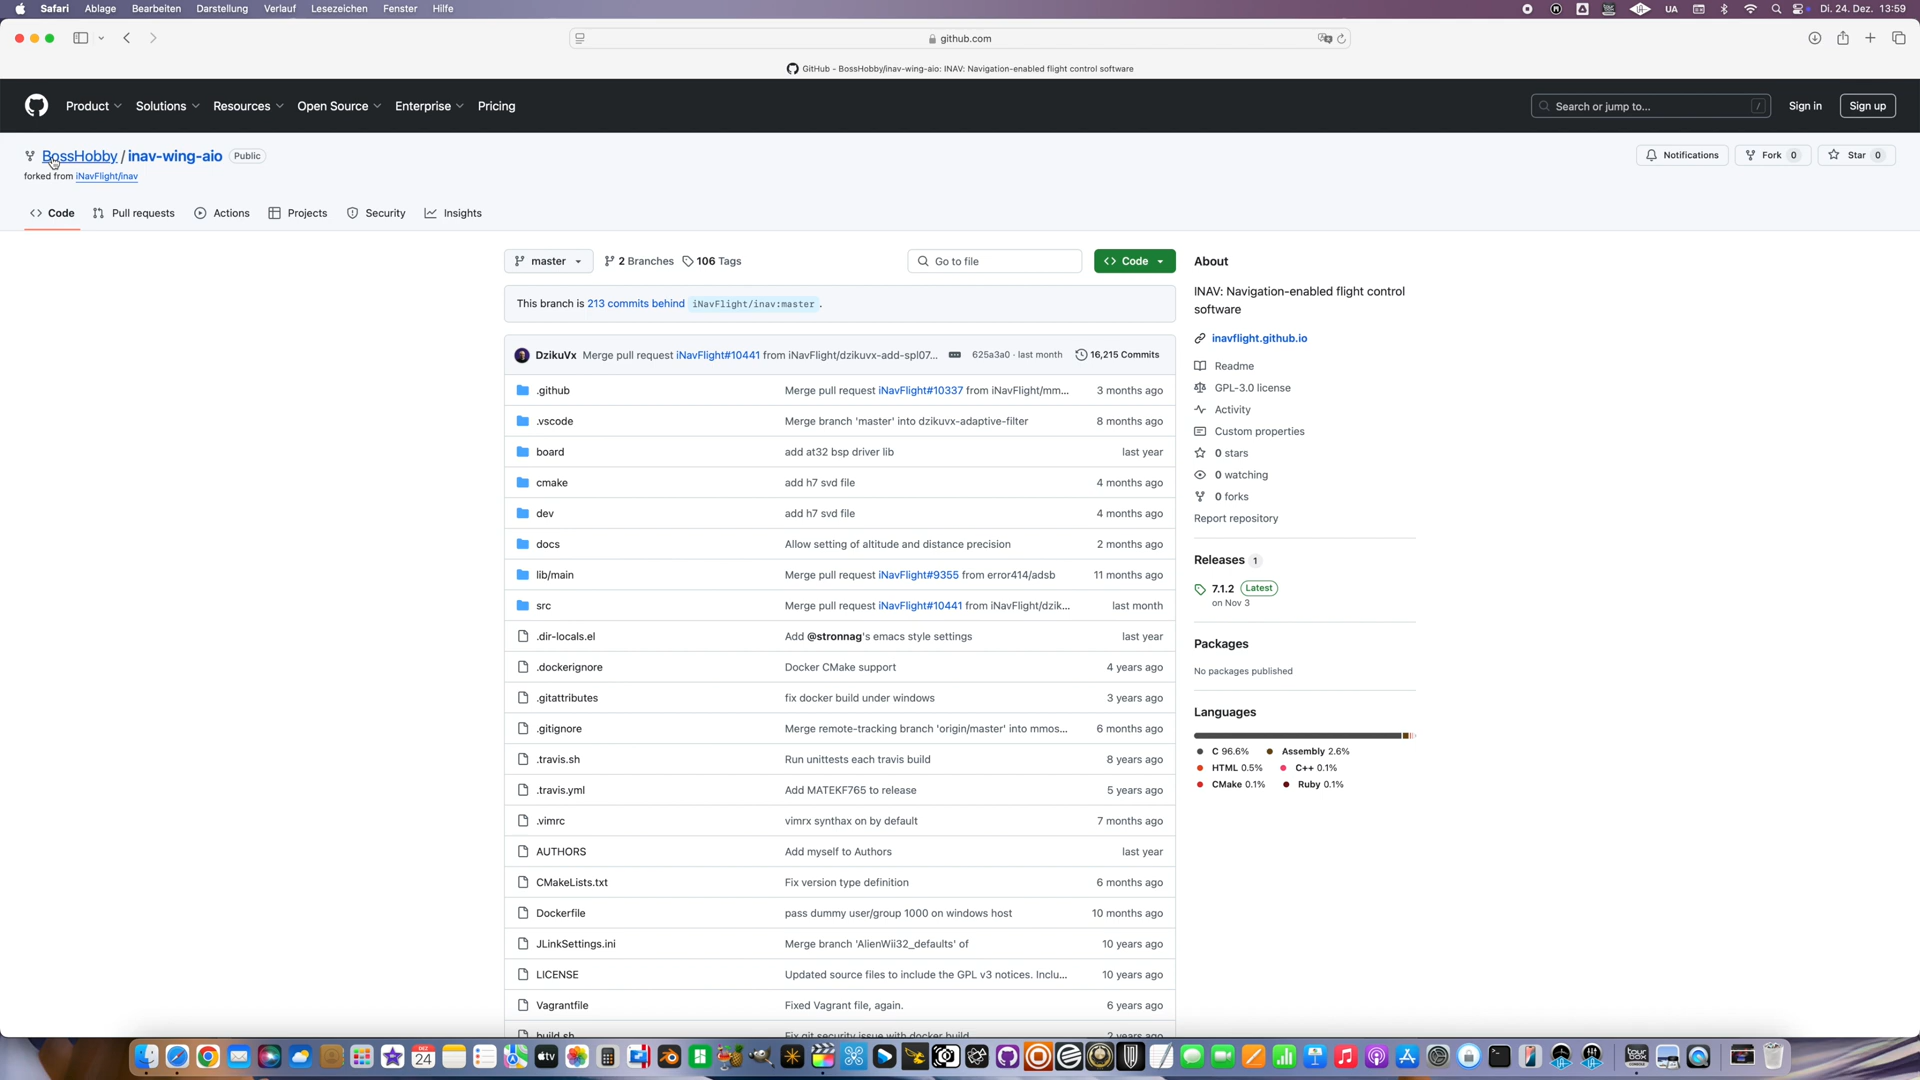 Safari Ablage Bearbeiten Darstellung Verlauf Lesezeichen Fenster Hilfe UA Di. 24. Dez. 13:59
github.com
GitHub - BossHobby/inav-wing-aio: INAV: Navigation-enabled flight control software
Product Solutions Resources Open Source Enterprise Pricing Search or jump to... / Sign in Sign up
BossHobby / inav-wing-aio Public Notifications Fork 0 Star 0
forked from iNavFlight/inav
Code Pull requests Actions Projects Security Insights
master 2 Branches 106 Tags Go to file Code
This branch is 213 commits behind iNavFlight/inav:master .
DzikuVx Merge pull request iNavFlight#10441 from iNavFlight/dzikuvx-add-spl07... 625a3a0 · last month 16,215 Commits
.github Merge pull request iNavFlight#10337 from iNavFlight/mm... 3 months ago
.vscode Merge branch 'master' into dzikuvx-adaptive-filter 8 months ago
board add at32 bsp driver lib last year
cmake add h7 svd file 4 months ago
dev add h7 svd file 4 months ago
docs Allow setting of altitude and distance precision 2 months ago
lib/main Merge pull request iNavFlight#9355 from error414/adsb 11 months ago
src Merge pull request iNavFlight#10441 from iNavFlight/dzik... last month
.dir-locals.el Add @stronnag's emacs style settings last year
.dockerignore Docker CMake support 4 years ago
.gitattributes fix docker build under windows 3 years ago
.gitignore Merge remote-tracking branch 'origin/master' into mmos... 6 months ago
.travis.sh Run unittests each travis build 8 years ago
.travis.yml Add MATEKF765 to release 5 years ago
.vimrc vimrx synthax on by default 7 months ago
AUTHORS Add myself to Authors last year
CMakeLists.txt Fix version type definition 6 months ago
Dockerfile pass dummy user/group 1000 on windows host 10 months ago
JLinkSettings.ini Merge branch 'AlienWii32_defaults' of 10 years ago
LICENSE Updated source files to include the GPL v3 notices. Inclu... 10 years ago
Vagrantfile Fixed Vagrant file, again. 6 years ago
build.sh Fix git security issue with docker build 2 years ago
About
INAV: Navigation-enabled flight control
software
inavflight.github.io
Readme
GPL-3.0 license
Activity
Custom properties
0 stars
0 watching
0 forks
Report repository
Releases 1
7.1.2 Latest
on Nov 3
Packages
No packages published
Languages
C 96.6% Assembly 2.6%
HTML 0.5% C++ 0.1%
CMake 0.1% Ruby 0.1%
DEZ
24
tv